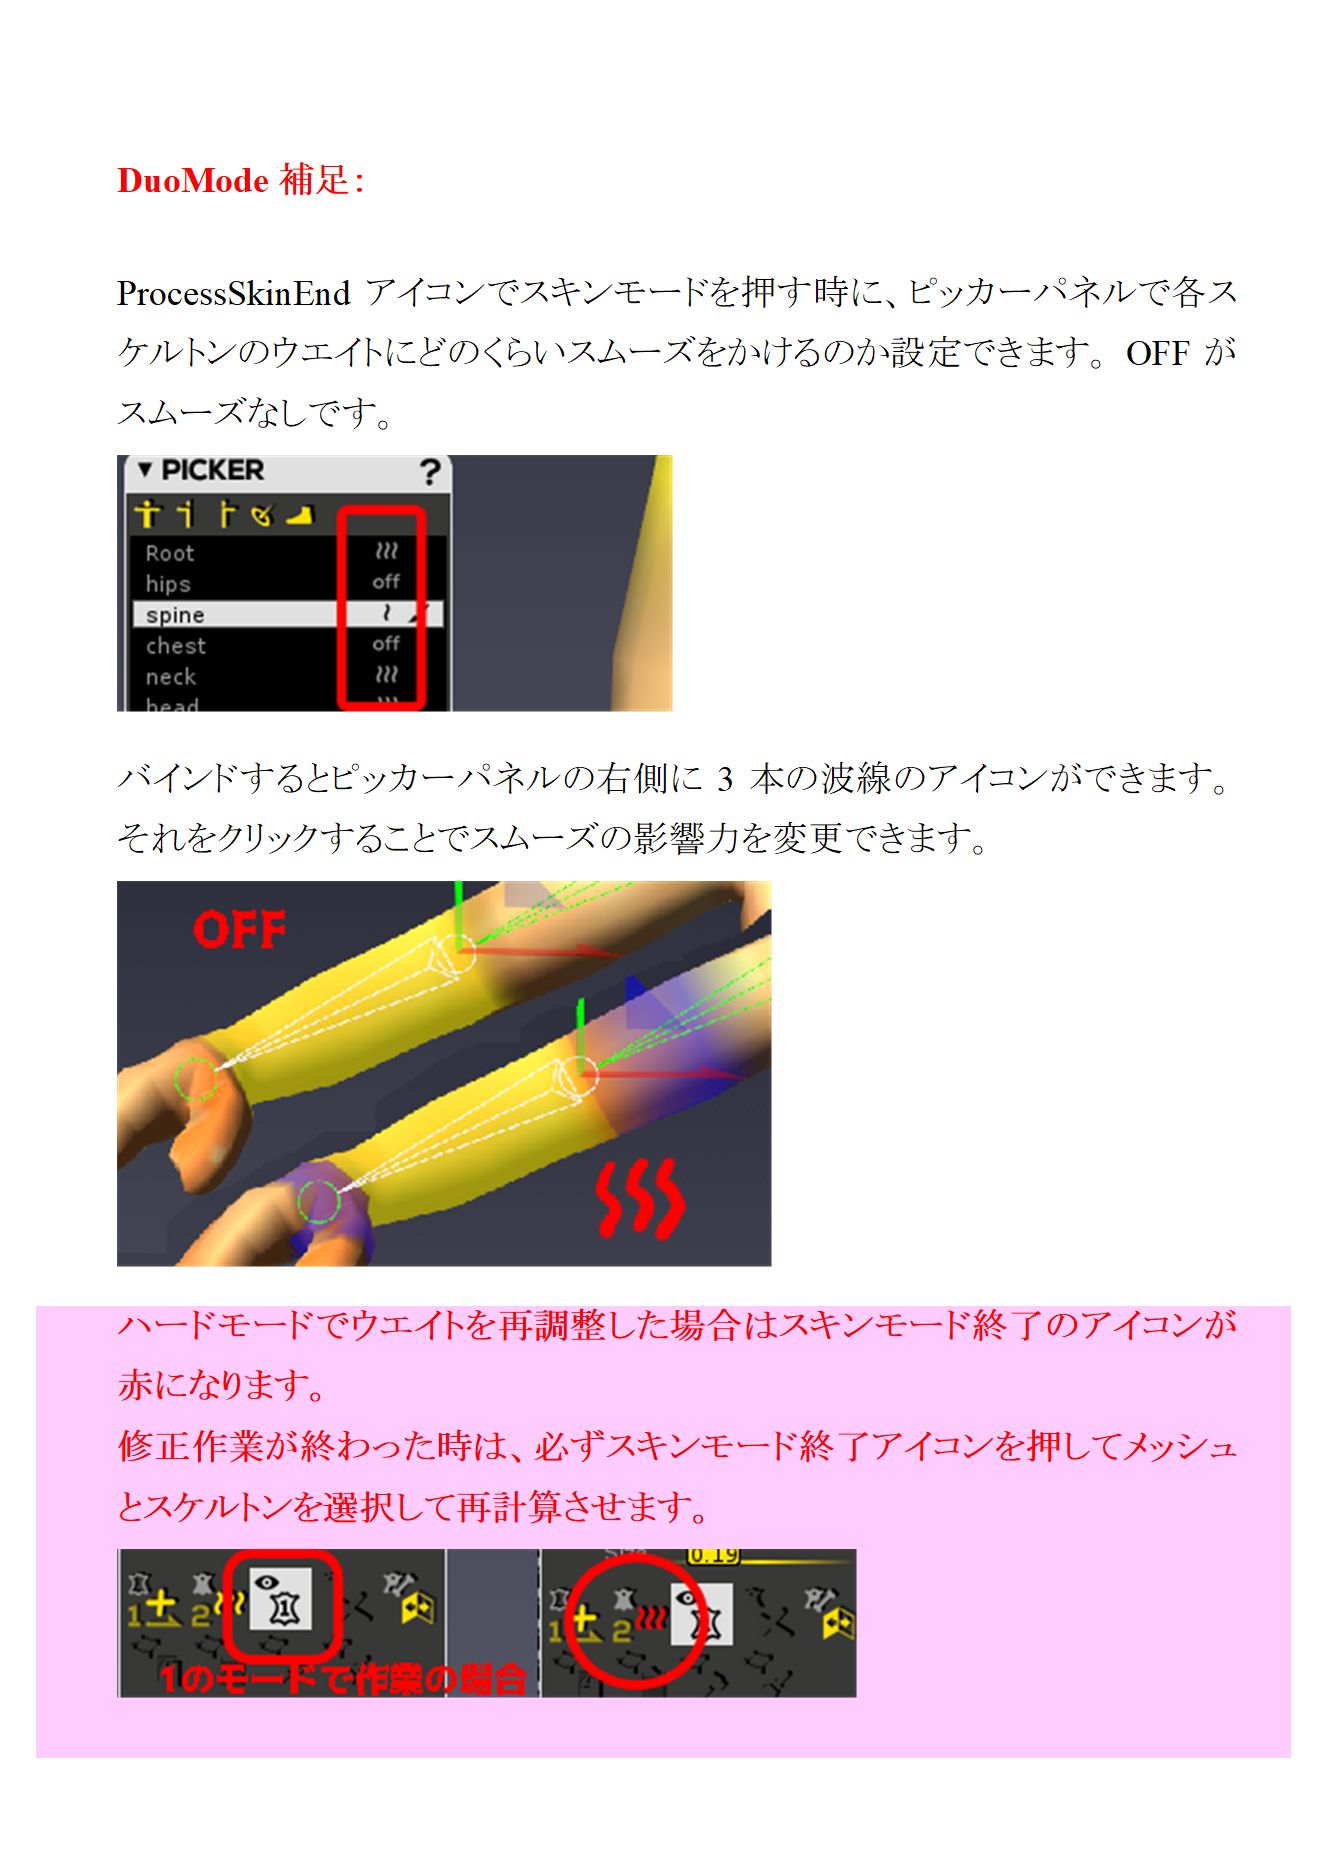 DuoMode 補足：
ProcessSkinEnd アイコンでスキンモードを押す時に、ピッカーパネルで各ス
ケルトンのウエイトにどのくらいスムーズをかけるのか設定できます。 OFF が
スムーズなしです。
▼ PICKER ?
Root
hips off
spine
chest off
neck
head
バインドするとピッカーパネルの右側に 3 本の波線のアイコンができます。
それをクリックすることでスムーズの影響力を変更できます。
OFF
ハードモードでウエイトを再調整した場合はスキンモード終了のアイコンが
赤になります。
修正作業が終わった時は、必ずスキンモード終了アイコンを押してメッシュ
とスケルトンを選択して再計算させます。
Size 0.19
1 2 1
1 2
1のモードで作業の場合